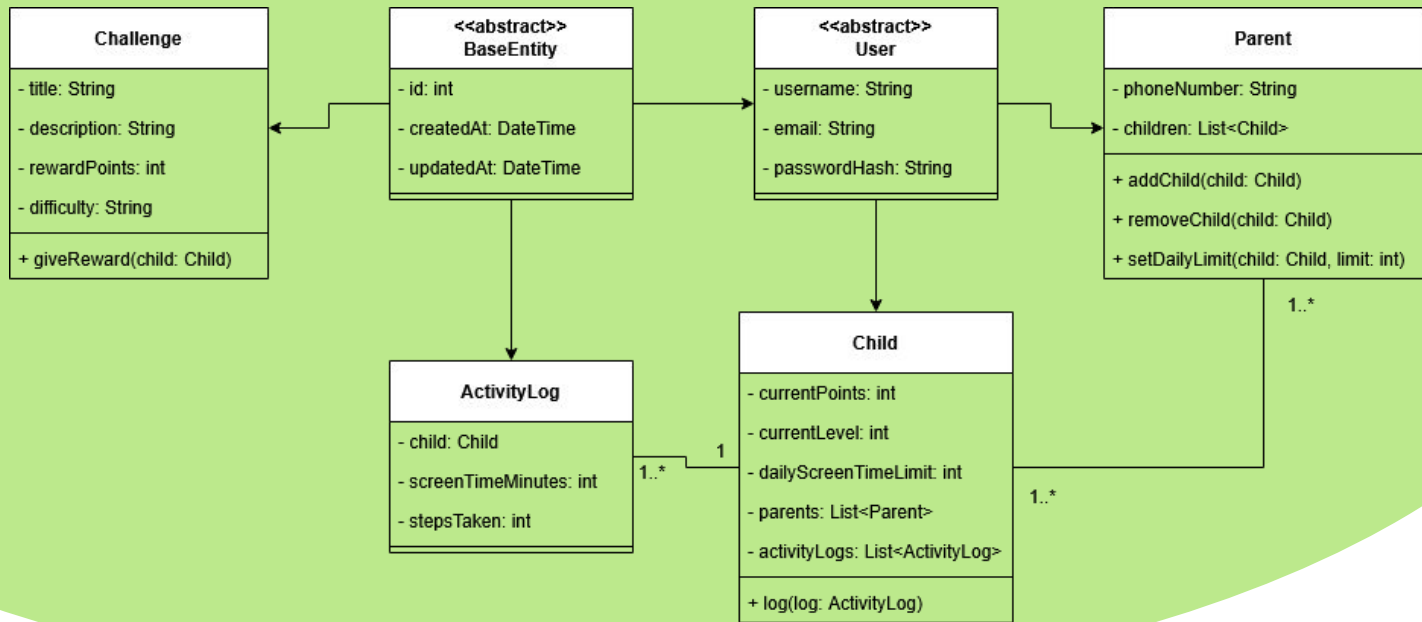 Challenge
- title: String
- description: String
- rewardPoints: int
- difficulty: String
+ giveReward(child: Child)
<<abstract>>
BaseEntity
- id: int
- createdAt: DateTime
- updatedAt: DateTime
<<abstract>>
User
- username: String
- email: String
- passwordHash: String
Parent
- phoneNumber: String
- children: List<Child>
+ addChild(child: Child)
+ removeChild(child: Child)
+ setDailyLimit(child: Child, limit: int)
1..*
ActivityLog
- child: Child
- screenTimeMinutes: int
- stepsTaken: int
1..*
1
Child
- currentPoints: int
- currentLevel: int
- dailyScreenTimeLimit: int
- parents: List<Parent>
- activityLogs: List<ActivityLog>
+ log(log: ActivityLog)
1..*